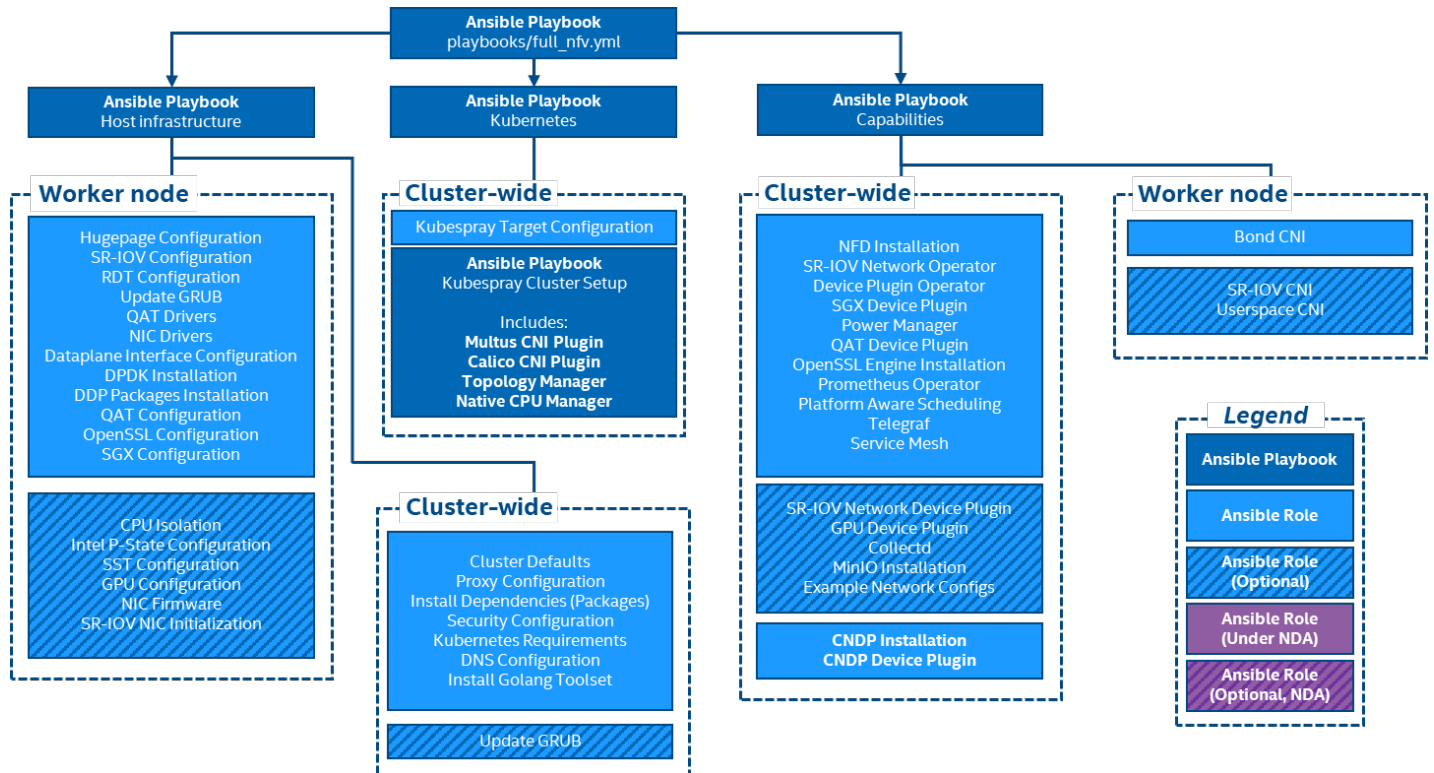 Ansible Playbook
playbooks/full_nfv.yml
Ansible Playbook
Host infrastructure
Ansible Playbook
Kubernetes
Ansible Playbook
Capabilities
Worker node
Hugepage Configuration
SR-IOV Configuration
RDT Configuration
Update GRUB
QAT Drivers
NIC Drivers
Dataplane Interface Configuration
DPDK Installation
DDP Packages Installation
QAT Configuration
OpenSSL Configuration
SGX Configuration
CPU Isolation
Intel P-State Configuration
SST Configuration
GPU Configuration
NIC Firmware
SR-IOV NIC Initialization
Cluster-wide
Kubespray Target Configuration
Ansible Playbook
Kubespray Cluster Setup
Includes:
Multus CNI Plugin
Calico CNI Plugin
Topology Manager
Native CPU Manager
Cluster-wide
Cluster Defaults
Proxy Configuration
Install Dependencies (Packages)
Security Configuration
Kubernetes Requirements
DNS Configuration
Install Golang Toolset
Update GRUB
Cluster-wide
NFD Installation
SR-IOV Network Operator
Device Plugin Operator
SGX Device Plugin
Power Manager
QAT Device Plugin
OpenSSL Engine Installation
Prometheus Operator
Platform Aware Scheduling
Telegraf
Service Mesh
SR-IOV Network Device Plugin
GPU Device Plugin
Collectd
MinIO Installation
Example Network Configs
CNDP Installation
CNDP Device Plugin
Worker node
Bond CNI
SR-IOV CNI
Userspace CNI
Legend
Ansible Playbook
Ansible Role
Ansible Role
(Optional)
Ansible Role
(Under NDA)
Ansible Role
(Optional, NDA)